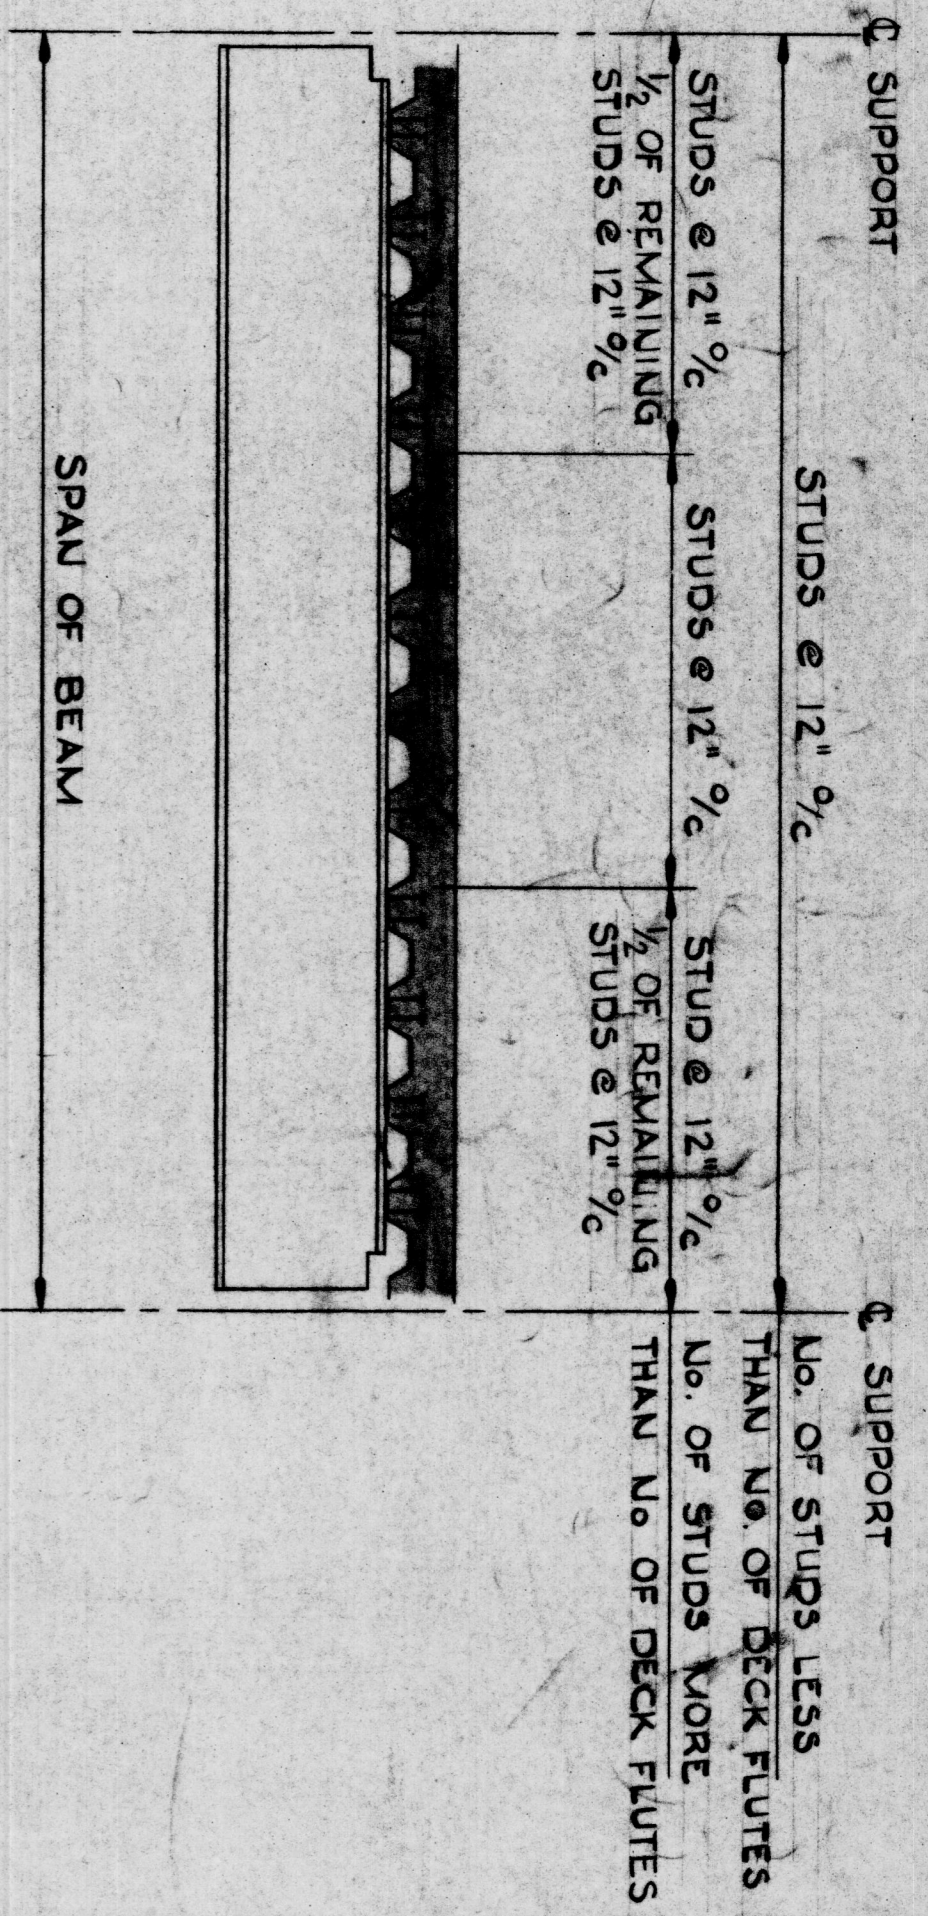 ℄ SUPPORT
℄ SUPPORT
STUDS @ 12" º/c
No. OF STUDS LESS
THAN No. OF DECK FLUTES
STUDS @ 12" º/c
½ OF REMAINING
STUDS @ 12" º/c
STUDS @ 12" º/c
STUD @ 12" º/c
½ OF REMAINING
STUDS @ 12" º/c
No. OF STUDS MORE
THAN No OF DECK FLUTES
SPAN OF BEAM